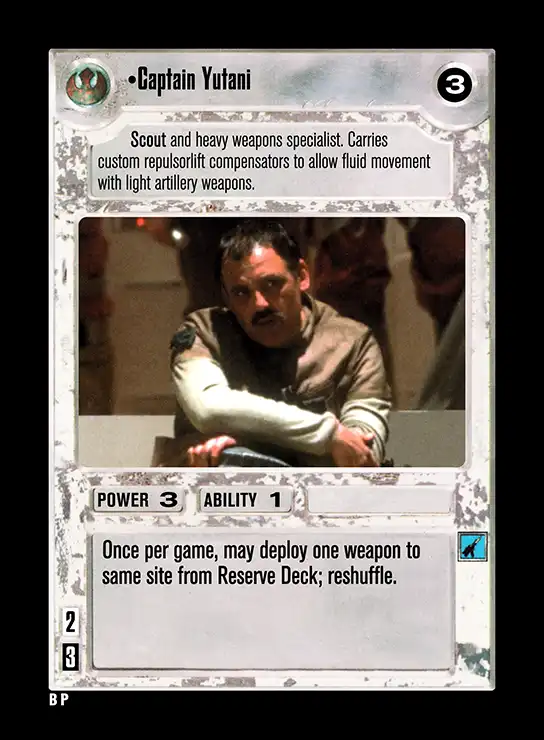 •Captain Yutani
3
Scout and heavy weapons specialist. Carries
custom repulsorlift compensators to allow fluid movement
with light artillery weapons.
POWER 3 ABILITY 1
Once per game, may deploy one weapon to
same site from Reserve Deck; reshuffle.
2
3
B P